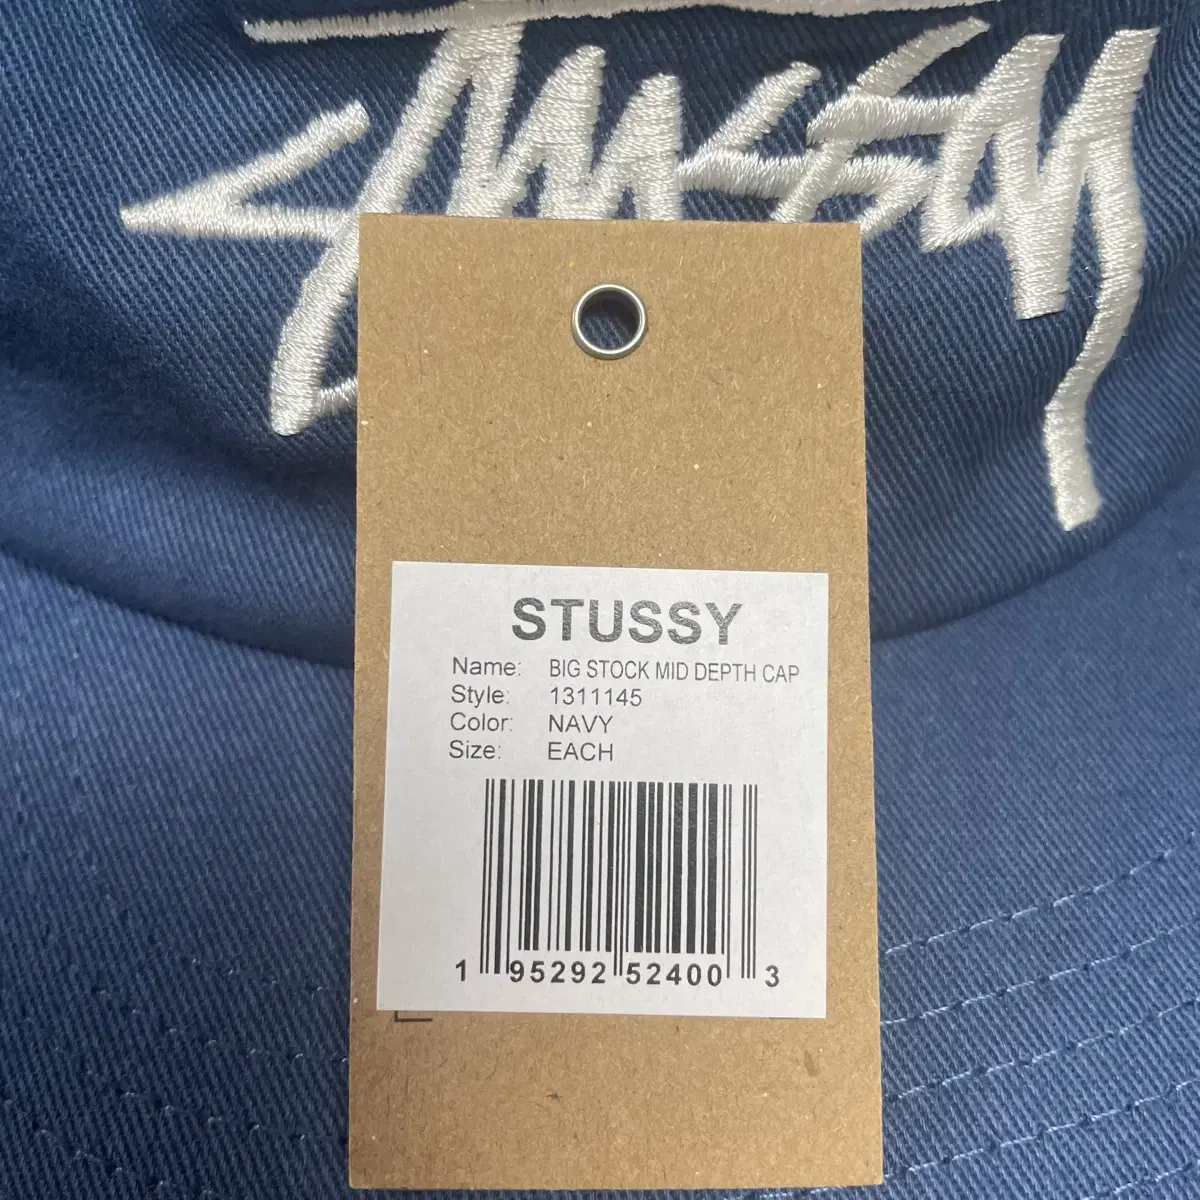 Stussy
STUSSY
Name: BIG STOCK MID DEPTH CAP
Style: 1311145
Color: NAVY
Size: EACH
1 95292 52400 3